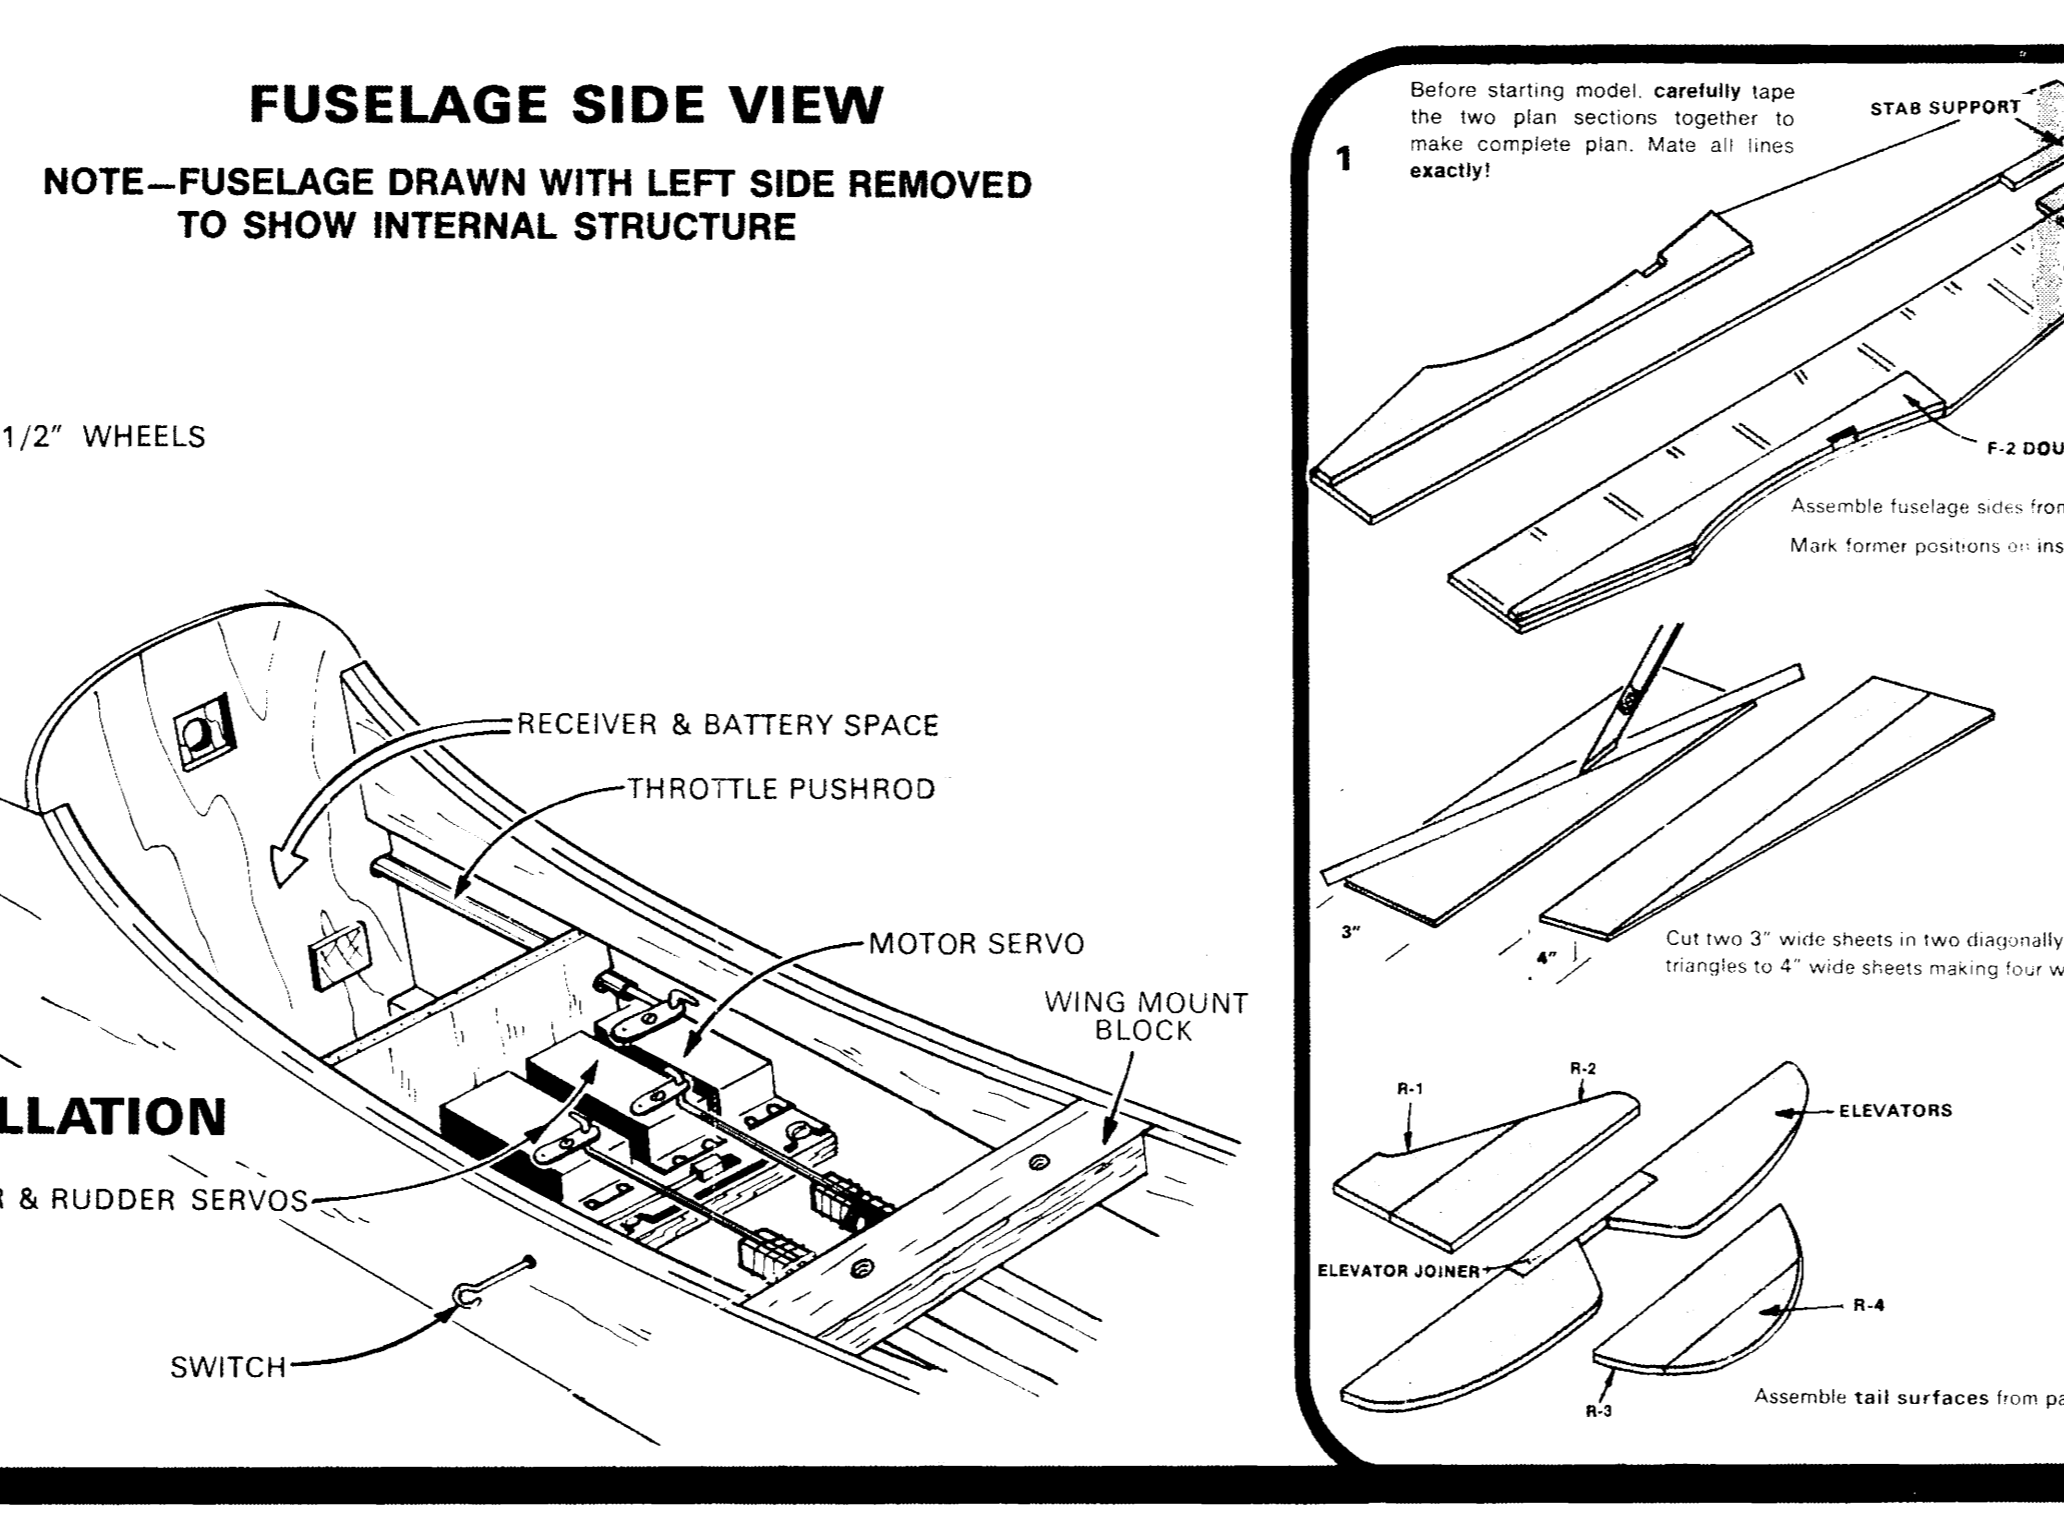 FUSELAGE SIDE VIEW
NOTE—FUSELAGE DRAWN WITH LEFT SIDE REMOVED
TO SHOW INTERNAL STRUCTURE
1/2" WHEELS
RECEIVER & BATTERY SPACE
THROTTLE PUSHROD
MOTOR SERVO
WING MOUNT
BLOCK
LLATION
R & RUDDER SERVOS
SWITCH
1
Before starting model. carefully tape
the two plan sections together to
make complete plan. Mate all lines
exactly!
STAB SUPPORT
F-2 DOU
Assemble fuselage sides from
Mark former positions on ins
3"
4"
Cut two 3" wide sheets in two diagonally
triangles to 4" wide sheets making four w
R-1
R-2
ELEVATORS
ELEVATOR JOINER
R-4
R-3
Assemble tail surfaces from pa